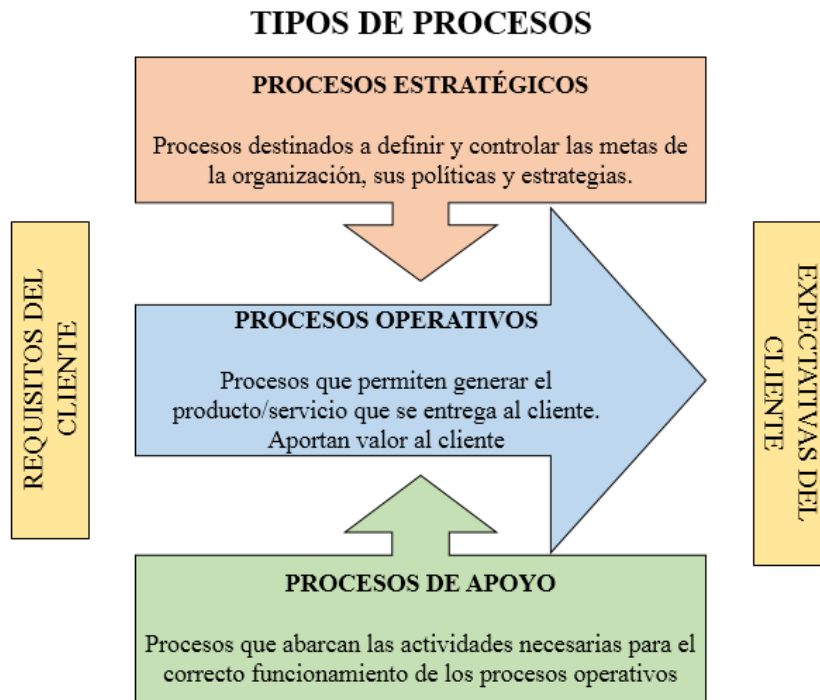 TIPOS DE PROCESOS
PROCESOS ESTRATÉGICOS
Procesos destinados a definir y controlar las metas de
la organización, sus políticas y estrategias.
REQUISITOS DEL
CLIENTE
PROCESOS OPERATIVOS
Procesos que permiten generar el
producto/servicio que se entrega al cliente.
Aportan valor al cliente
EXPECTATIVAS DEL
CLIENTE
PROCESOS DE APOYO
Procesos que abarcan las actividades necesarias para el
correcto funcionamiento de los procesos operativos